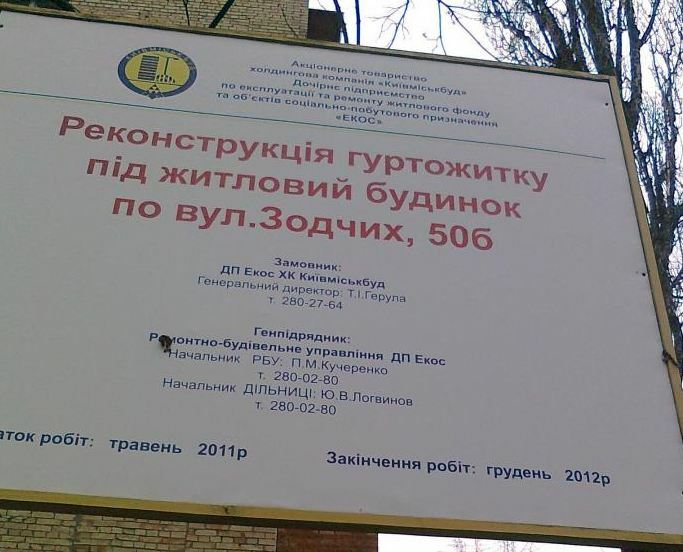 КИЇВМІСЬКБУД
Акціонерне товариство
холдингова компанія «Київміськбуд»
Дочірнє підприємство
по експлуатації та ремонту житлового фонду
та об'єктів соціально-побутового призначення
«ЕКОС»
Реконструкція гуртожитку
під житловий будинок
по вул.Зодчих, 50б
Замовник:
ДП Екос ХК Київміськбуд
Генеральний директор: Т.І.Герула
т. 280-27-64
Генпідрядник:
Ремонтно-будівельне управління ДП Екос
Начальник РБУ: П.М.Кучеренко
т. 280-02-80
Начальник ДІЛЬНИЦІ: Ю.В.Логвинов
т. 280-02-80
аток робіт: травень 2011р
Закінчення робіт: грудень 2012р